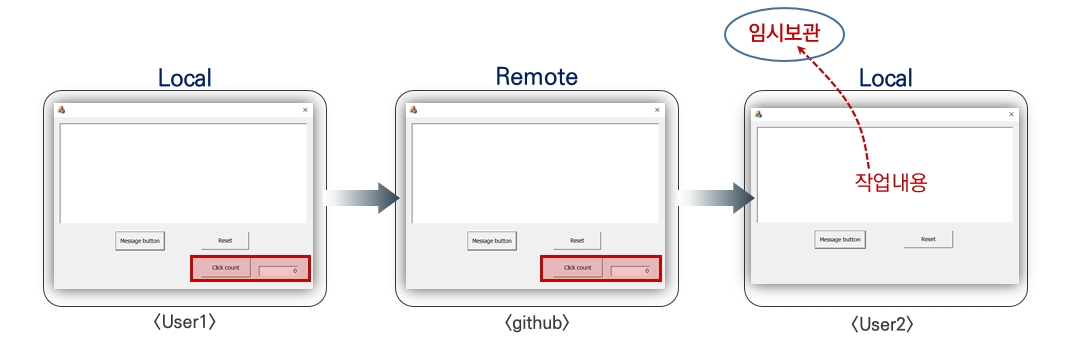 임시보관
Local
Remote
Local
작업내용
Message button
Reset
Click count
0
Message button
Reset
Click count
0
Message button
Reset
〈User1〉
〈github〉
〈User2〉